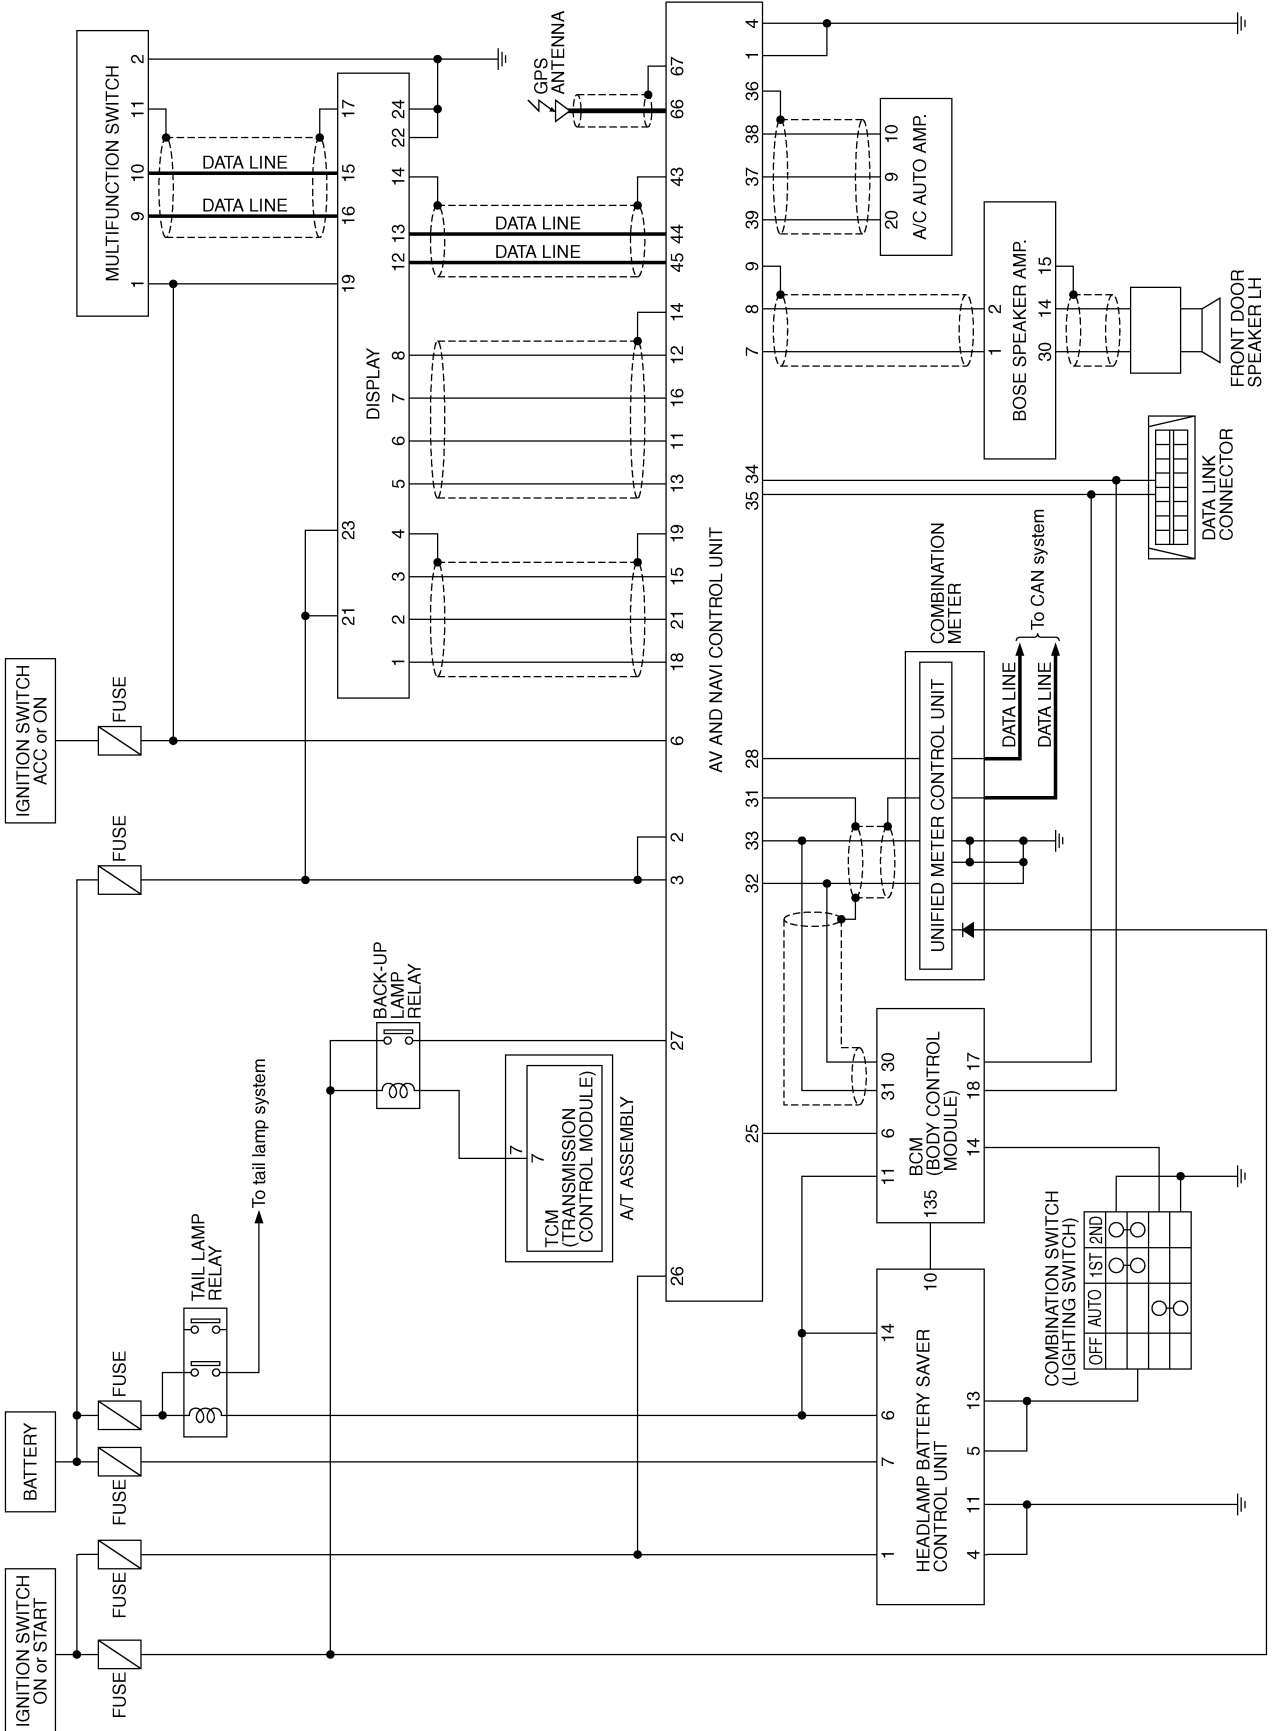 IGNITION SWITCH
ON or START
BATTERY
IGNITION SWITCH
ACC or ON
FUSE
FUSE
FUSE
FUSE
FUSE
FUSE
MULTIFUNCTION SWITCH
1
9
10
11
2
DATA LINE
DATA LINE
TAIL LAMP
RELAY
To tail lamp system
21
23
19
16
15
17
DISPLAY
1
2
3
4
5
6
7
8
12
13
14
22
24
BACK-UP
LAMP
RELAY
7
7
TCM
(TRANSMISSION
CONTROL MODULE)
A/T ASSEMBLY
DATA LINE
DATA LINE
GPS
ANTENNA
26
27
3
2
6
18
21
15
19
13
11
16
12
14
45
44
43
66
67
AV AND NAVI CONTROL UNIT
25
32
33
31
28
35
34
7
8
9
39
37
38
36
1
4
1
7
6
14
HEADLAMP BATTERY SAVER
CONTROL UNIT
10
4
11
5
13
11
6
31
30
BCM
(BODY CONTROL
MODULE)
135
14
18
17
UNIFIED METER CONTROL UNIT
COMBINATION
METER
DATA LINE
DATA LINE
To CAN system
20
9
10
A/C AUTO AMP.
1
2
BOSE SPEAKER AMP.
30
14
15
COMBINATION SWITCH
(LIGHTING SWITCH)
OFF
AUTO
1ST
2ND
DATA LINK
CONNECTOR
FRONT DOOR
SPEAKER LH